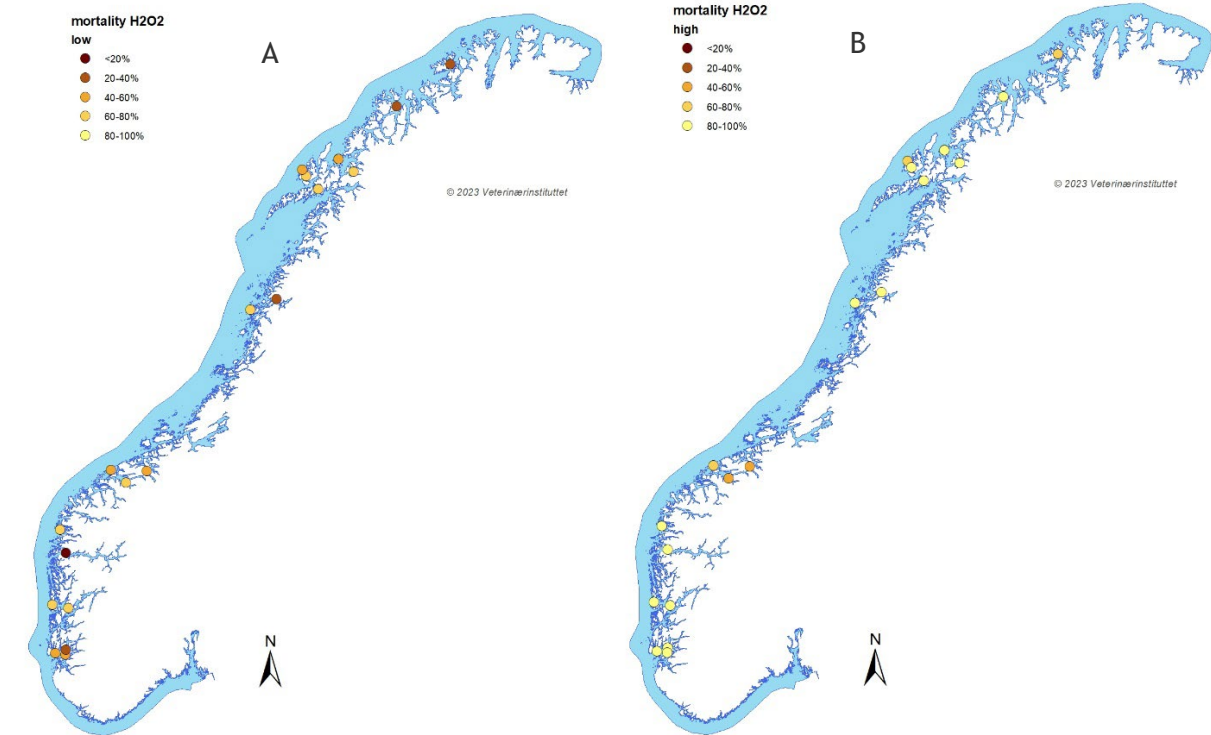 mortality H2O2
low
<20%
20-40%
40-60%
60-80%
80-100%
A
© 2023 Veterinærinstituttet
N
mortality H2O2
high
<20%
20-40%
40-60%
60-80%
80-100%
B
© 2023 Veterinærinstituttet
N